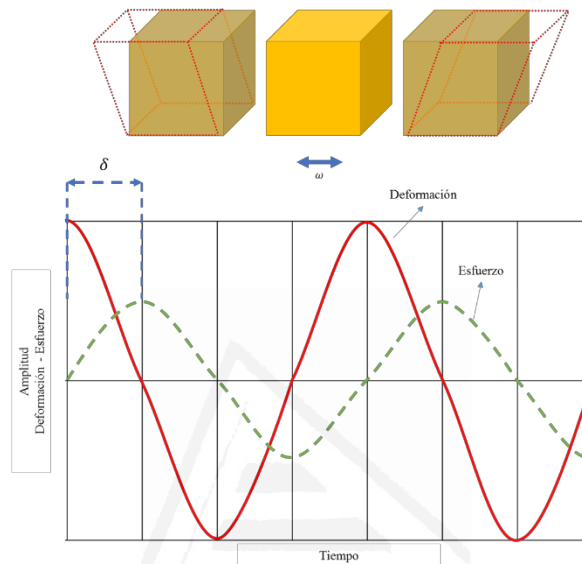 δ
ω
Deformación
Esfuerzo
Amplitud
Deformación - Esfuerzo
Tiempo